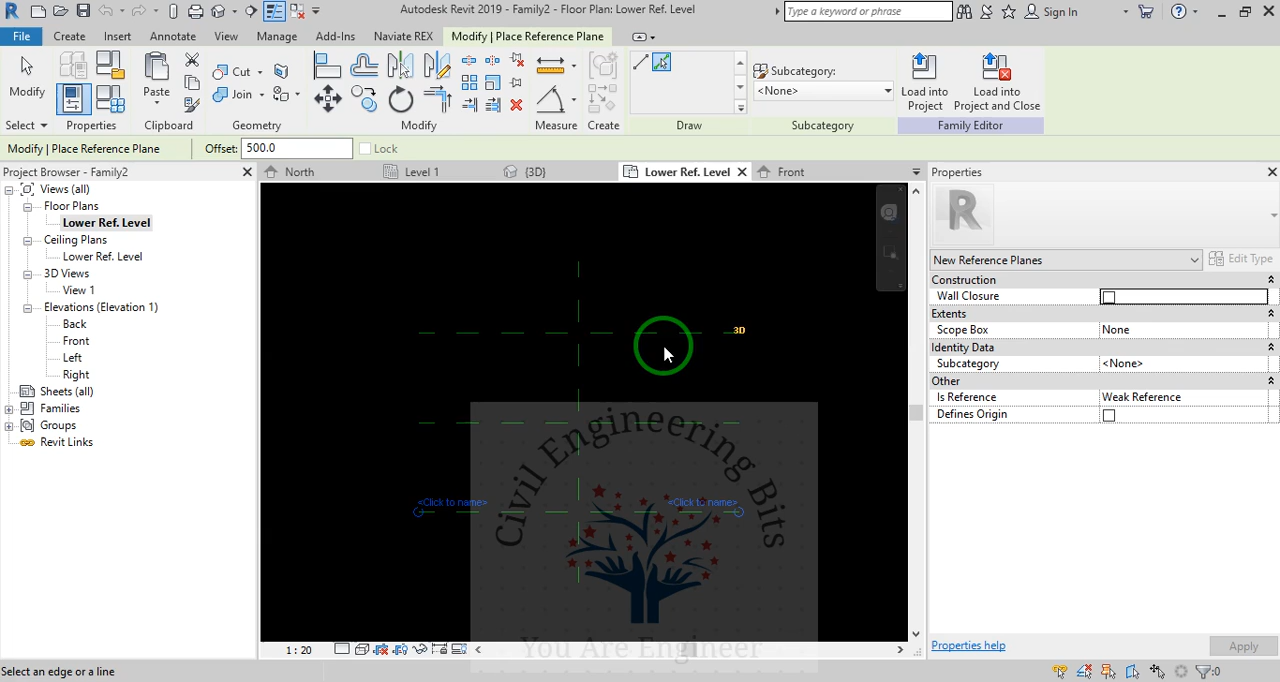 Autodesk Revit 2019 - Family2 - Floor Plan: Lower Ref. Level
Type a keyword or phrase
Sign In
File Create Insert Annotate View Manage Add-Ins Naviate REX Modify | Place Reference Plane
Modify
Paste
Cut
Join
Subcategory:
<None>
Load into Project
Load into Project and Close
Select Properties Clipboard Geometry Modify Measure Create Draw Subcategory Family Editor
Modify | Place Reference Plane Offset: 500.0 Lock
Project Browser - Family2
Views (all)
Floor Plans
Lower Ref. Level
Ceiling Plans
Lower Ref. Level
3D Views
View 1
Elevations (Elevation 1)
Back
Front
Left
Right
Sheets (all)
Families
Groups
Revit Links
North Level 1 {3D} Lower Ref. Level Front
3D
<Click to name> <Click to name>
Civil Engineering Bits
You Are Engineer
1 : 20
Properties
R
New Reference Planes Edit Type
Construction
Wall Closure
Extents
Scope Box None
Identity Data
Subcategory <None>
Other
Is Reference Weak Reference
Defines Origin
Properties help Apply
Select an edge or a line
:0